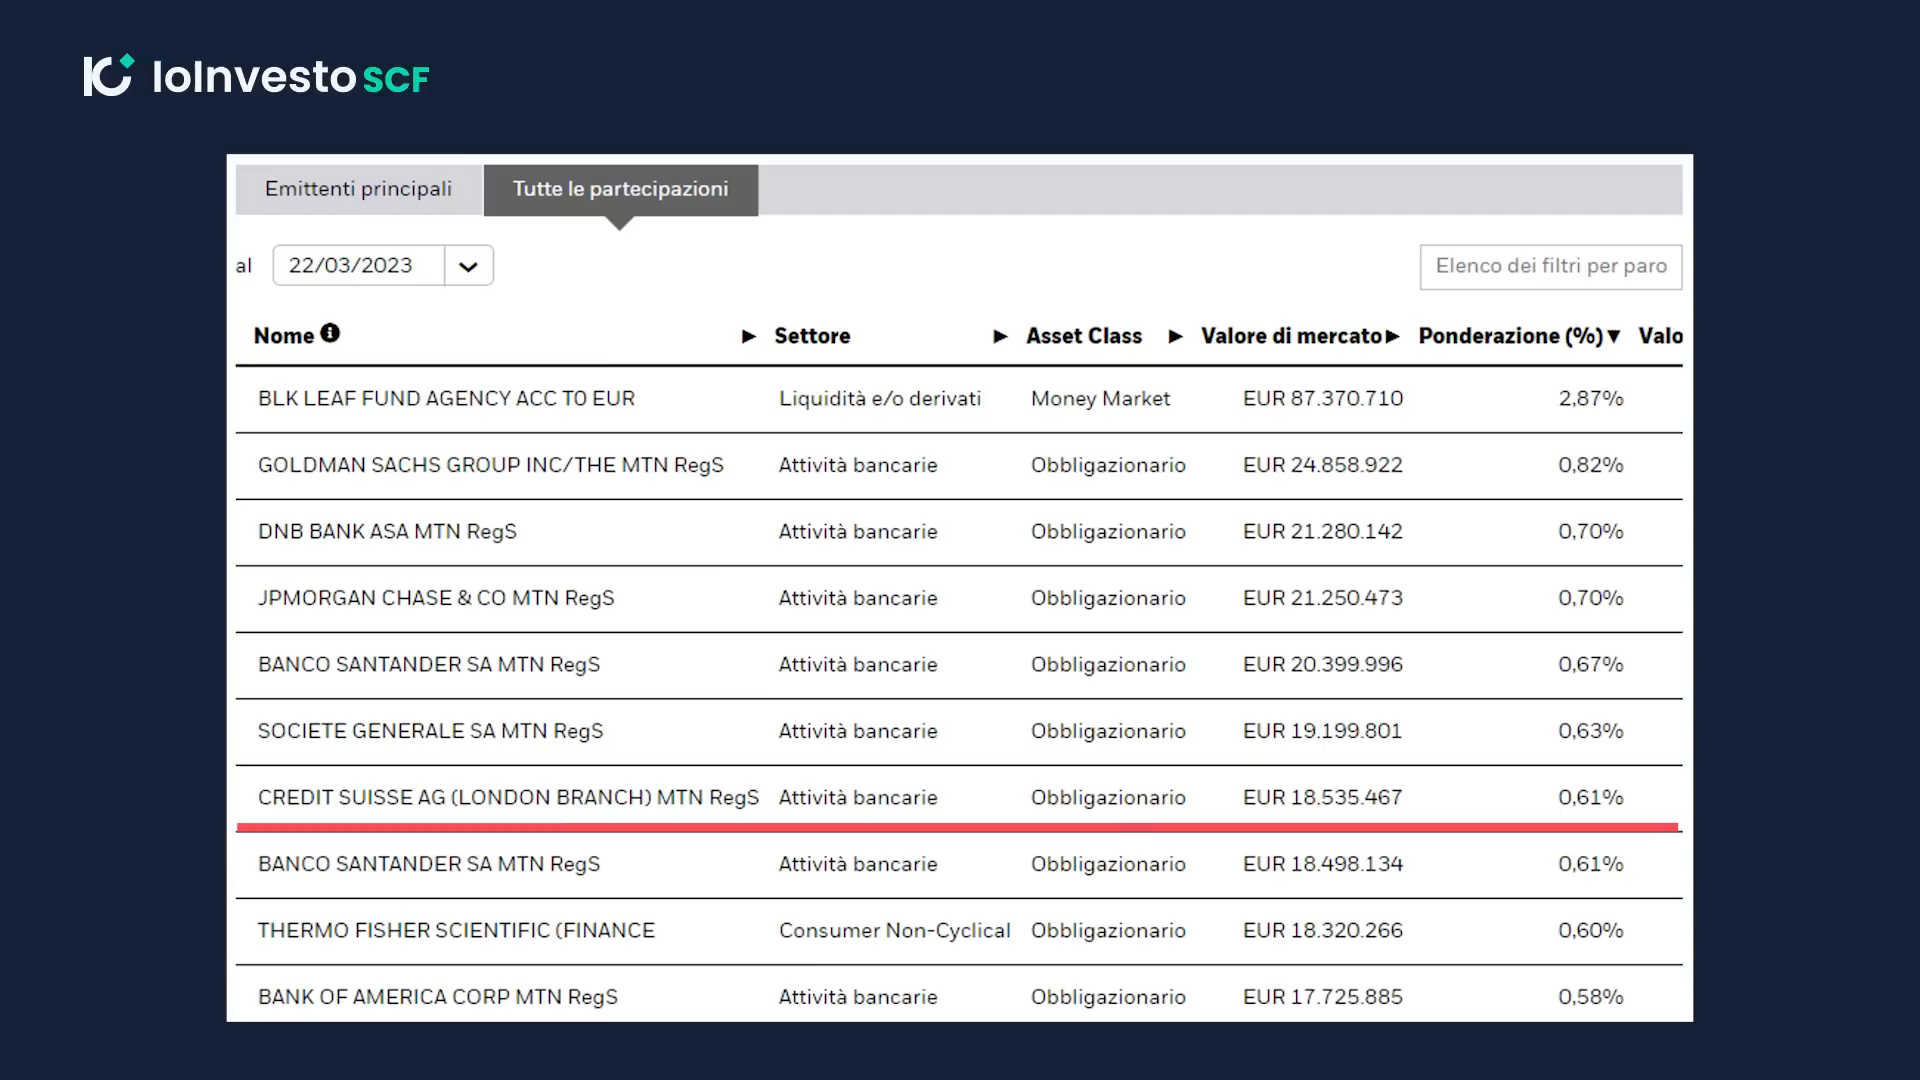 IoInvesto SCF
Emittenti principali Tutte le partecipazioni
al 22/03/2023 Elenco dei filtri per paro
Nome Settore Asset Class Valore di mercato Ponderazione (%) Valo
BLK LEAF FUND AGENCY ACC T0 EUR Liquidità e/o derivati Money Market EUR 87.370.710 2,87%
GOLDMAN SACHS GROUP INC/THE MTN RegS Attività bancarie Obbligazionario EUR 24.858.922 0,82%
DNB BANK ASA MTN RegS Attività bancarie Obbligazionario EUR 21.280.142 0,70%
JPMORGAN CHASE & CO MTN RegS Attività bancarie Obbligazionario EUR 21.250.473 0,70%
BANCO SANTANDER SA MTN RegS Attività bancarie Obbligazionario EUR 20.399.996 0,67%
SOCIETE GENERALE SA MTN RegS Attività bancarie Obbligazionario EUR 19.199.801 0,63%
CREDIT SUISSE AG (LONDON BRANCH) MTN RegS Attività bancarie Obbligazionario EUR 18.535.467 0,61%
BANCO SANTANDER SA MTN RegS Attività bancarie Obbligazionario EUR 18.498.134 0,61%
THERMO FISHER SCIENTIFIC (FINANCE Consumer Non-Cyclical Obbligazionario EUR 18.320.266 0,60%
BANK OF AMERICA CORP MTN RegS Attività bancarie Obbligazionario EUR 17.725.885 0,58%